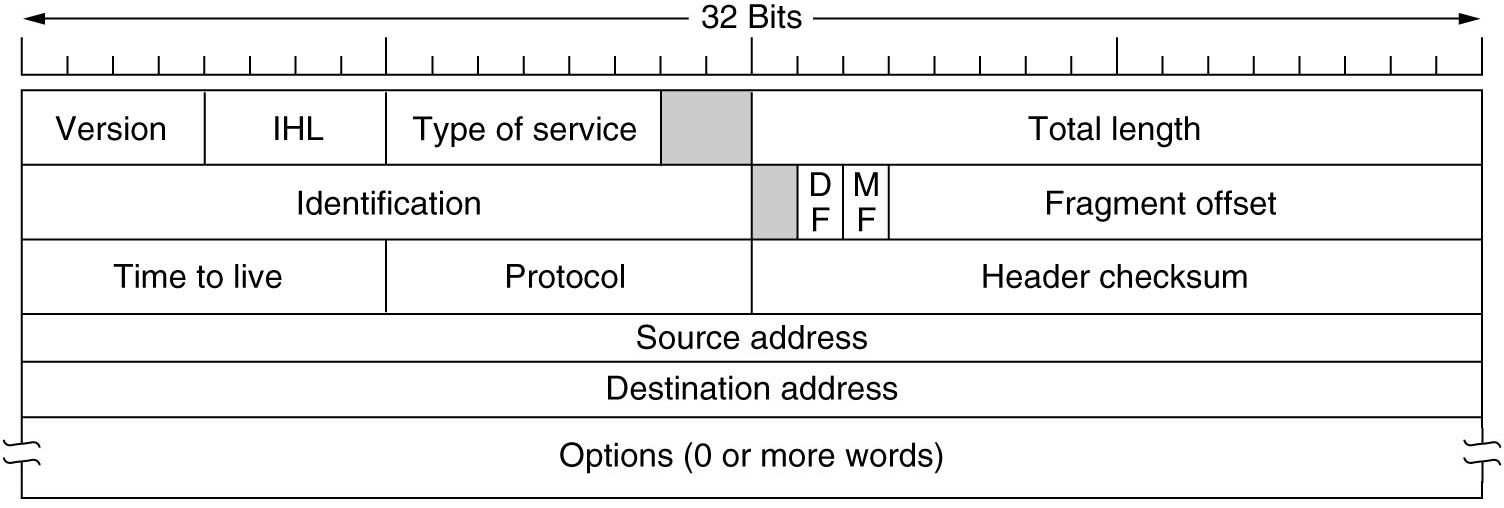 32 Bits
Version IHL Type of service Total length
Identification D F M F Fragment offset
Time to live Protocol Header checksum
Source address
Destination address
Options (0 or more words)